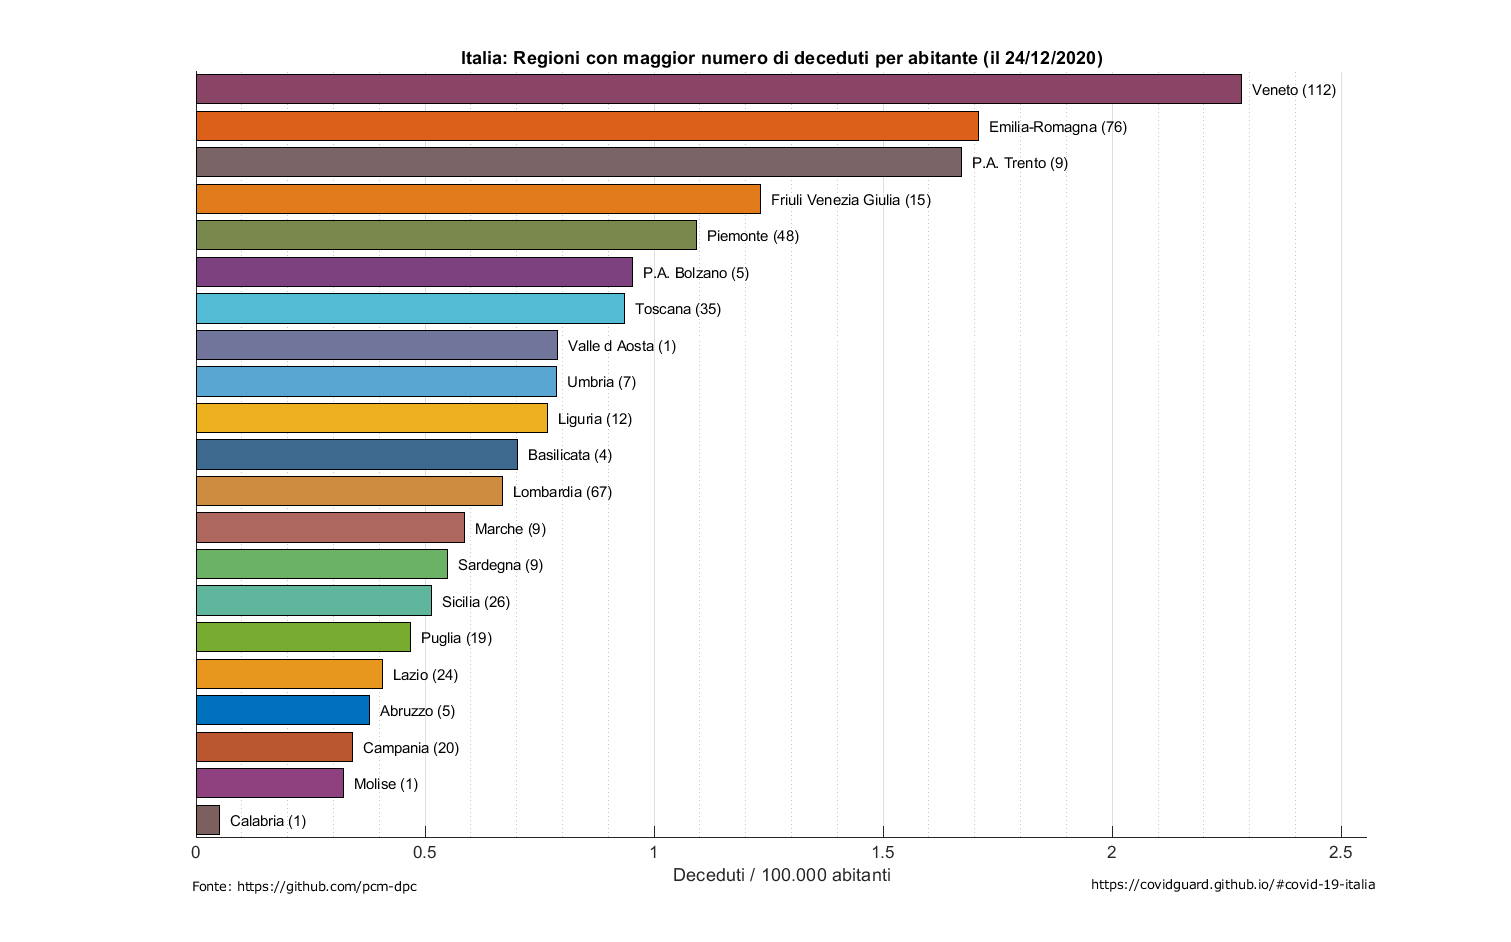 Italia: Regioni con maggior numero di deceduti per abitante (il 24/12/2020)
Veneto (112)
Emilia-Romagna (76)
P.A. Trento (9)
Friuli Venezia Giulia (15)
Piemonte (48)
P.A. Bolzano (5)
Toscana (35)
Valle d Aosta (1)
Umbria (7)
Liguria (12)
Basilicata (4)
Lombardia (67)
Marche (9)
Sardegna (9)
Sicilia (26)
Puglia (19)
Lazio (24)
Abruzzo (5)
Campania (20)
Molise (1)
Calabria (1)
0 0.5 1 1.5 2 2.5
Deceduti / 100.000 abitanti
Fonte: https://github.com/pcm-dpc
https://covidguard.github.io/#covid-19-italia